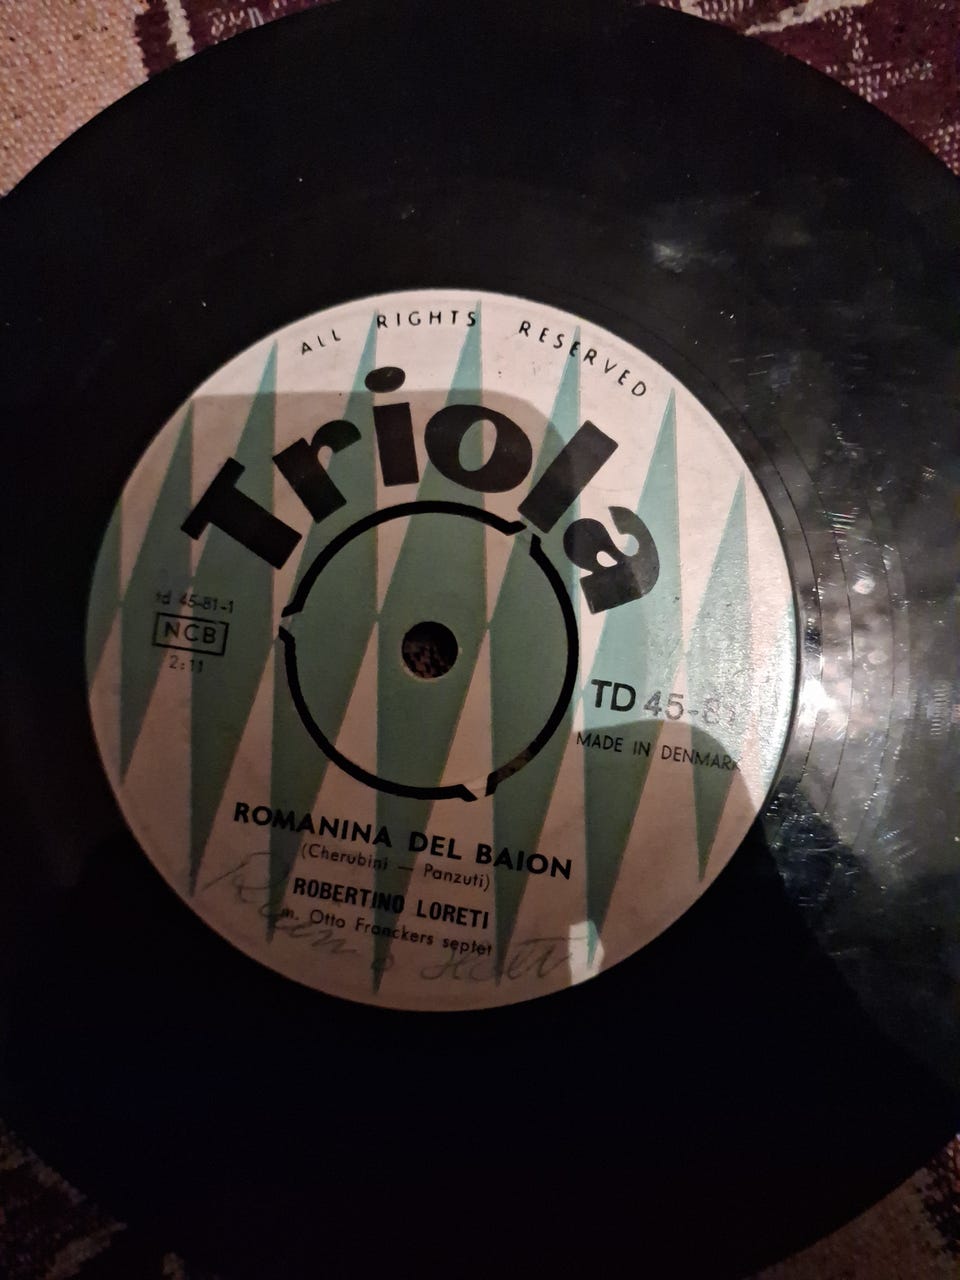 ALL RIGHTS RESERVED
Triola
td 45-81-1
NCB
2:11
TD 45-81
MADE IN DENMARK
ROMANINA DEL BAION
(Cherubini — Panzuti)
ROBERTINO LORETI
m. Otto Franckers septet